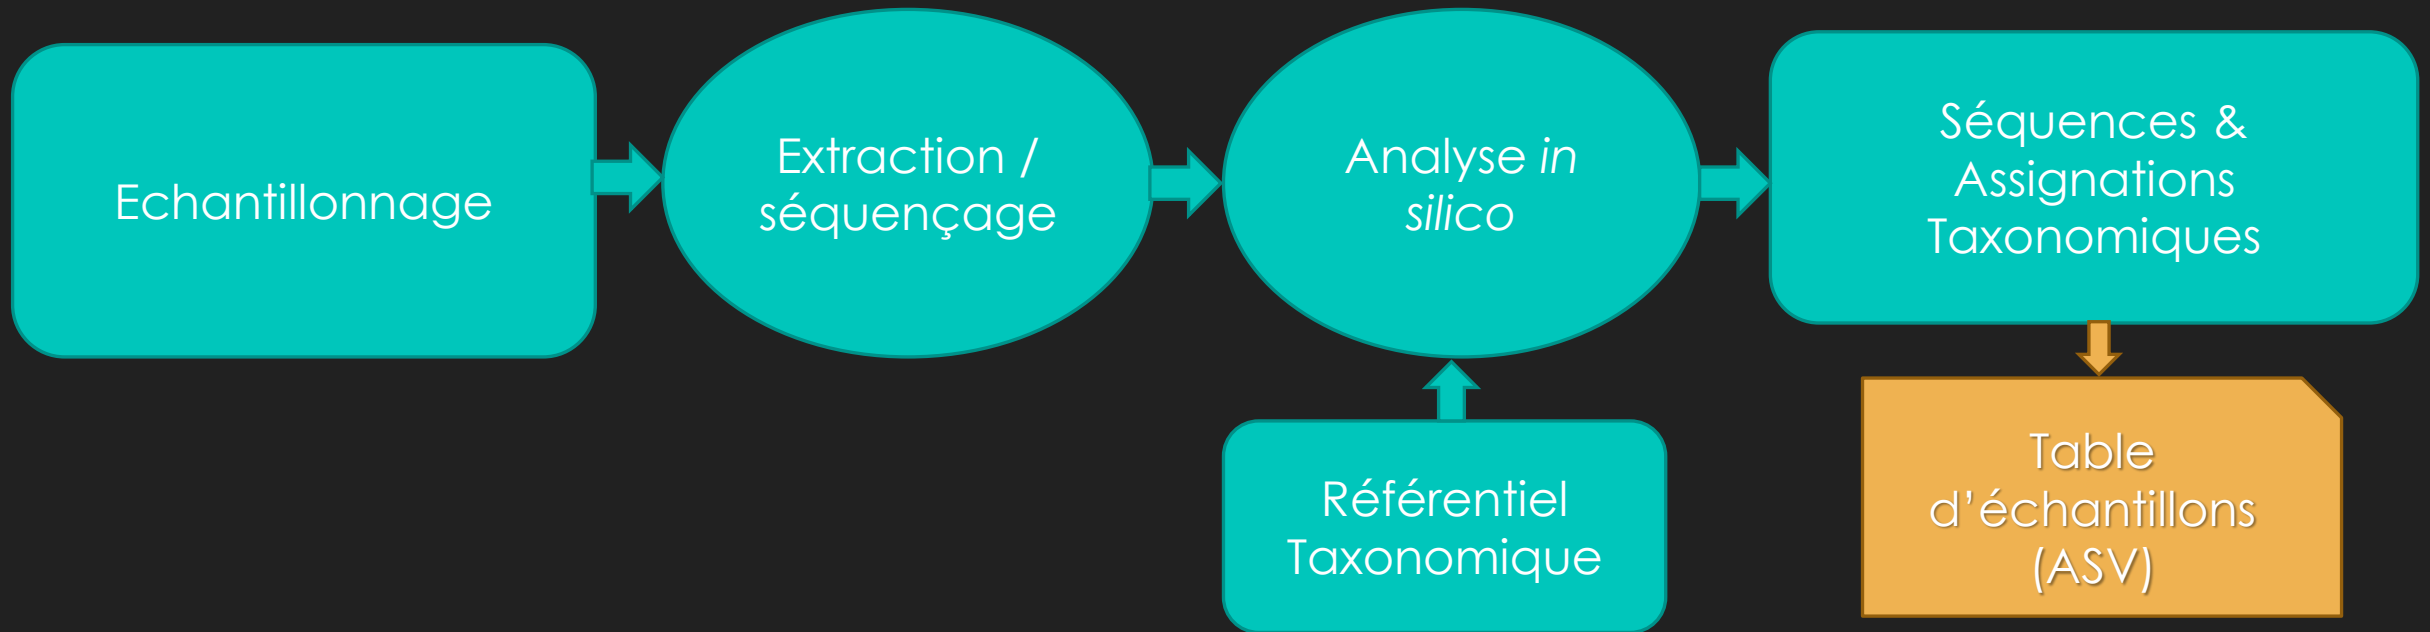 Echantillonnage
Extraction /
séquençage
Analyse in
silico
Séquences &
Assignations
Taxonomiques
Référentiel
Taxonomique
Table
d’échantillons
(ASV)